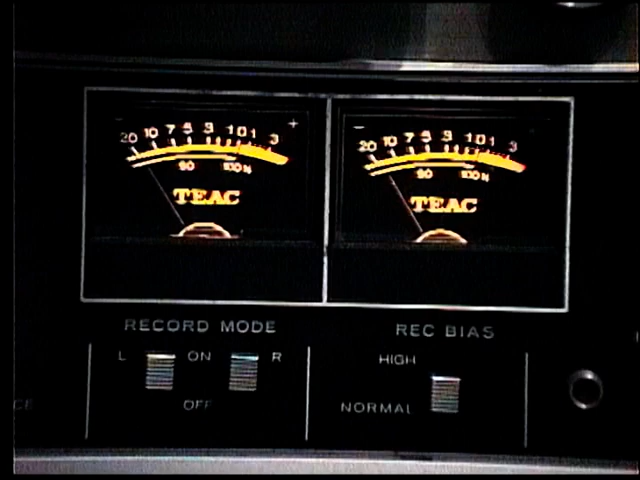 - +
20 10 7 5 3 1 0 1 3
50 100%
TEAC
-
20 10 7 5 3 1 0 1 3
50 100%
TEAC
RECORD MODE
L ON R
OFF
REC BIAS
HIGH
NORMAL
CE